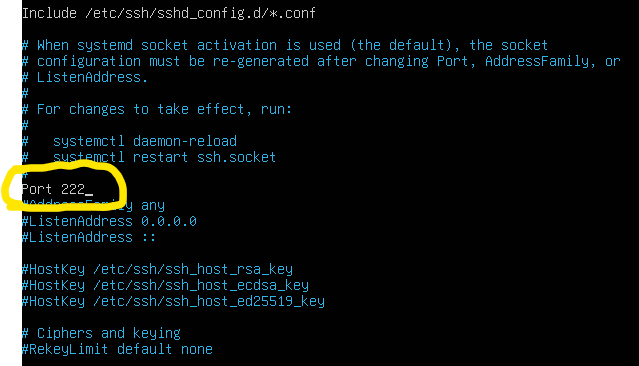 Include /etc/ssh/sshd_config.d/*.conf
# When systemd socket activation is used (the default), the socket
# configuration must be re-generated after changing Port, AddressFamily, or
# ListenAddress.
#
# For changes to take effect, run:
#
#   systemctl daemon-reload
#   systemctl restart ssh.socket
#
Port 222_
#AddressFamily any
#ListenAddress 0.0.0.0
#ListenAddress ::
#HostKey /etc/ssh/ssh_host_rsa_key
#HostKey /etc/ssh/ssh_host_ecdsa_key
#HostKey /etc/ssh/ssh_host_ed25519_key
# Ciphers and keying
#RekeyLimit default none